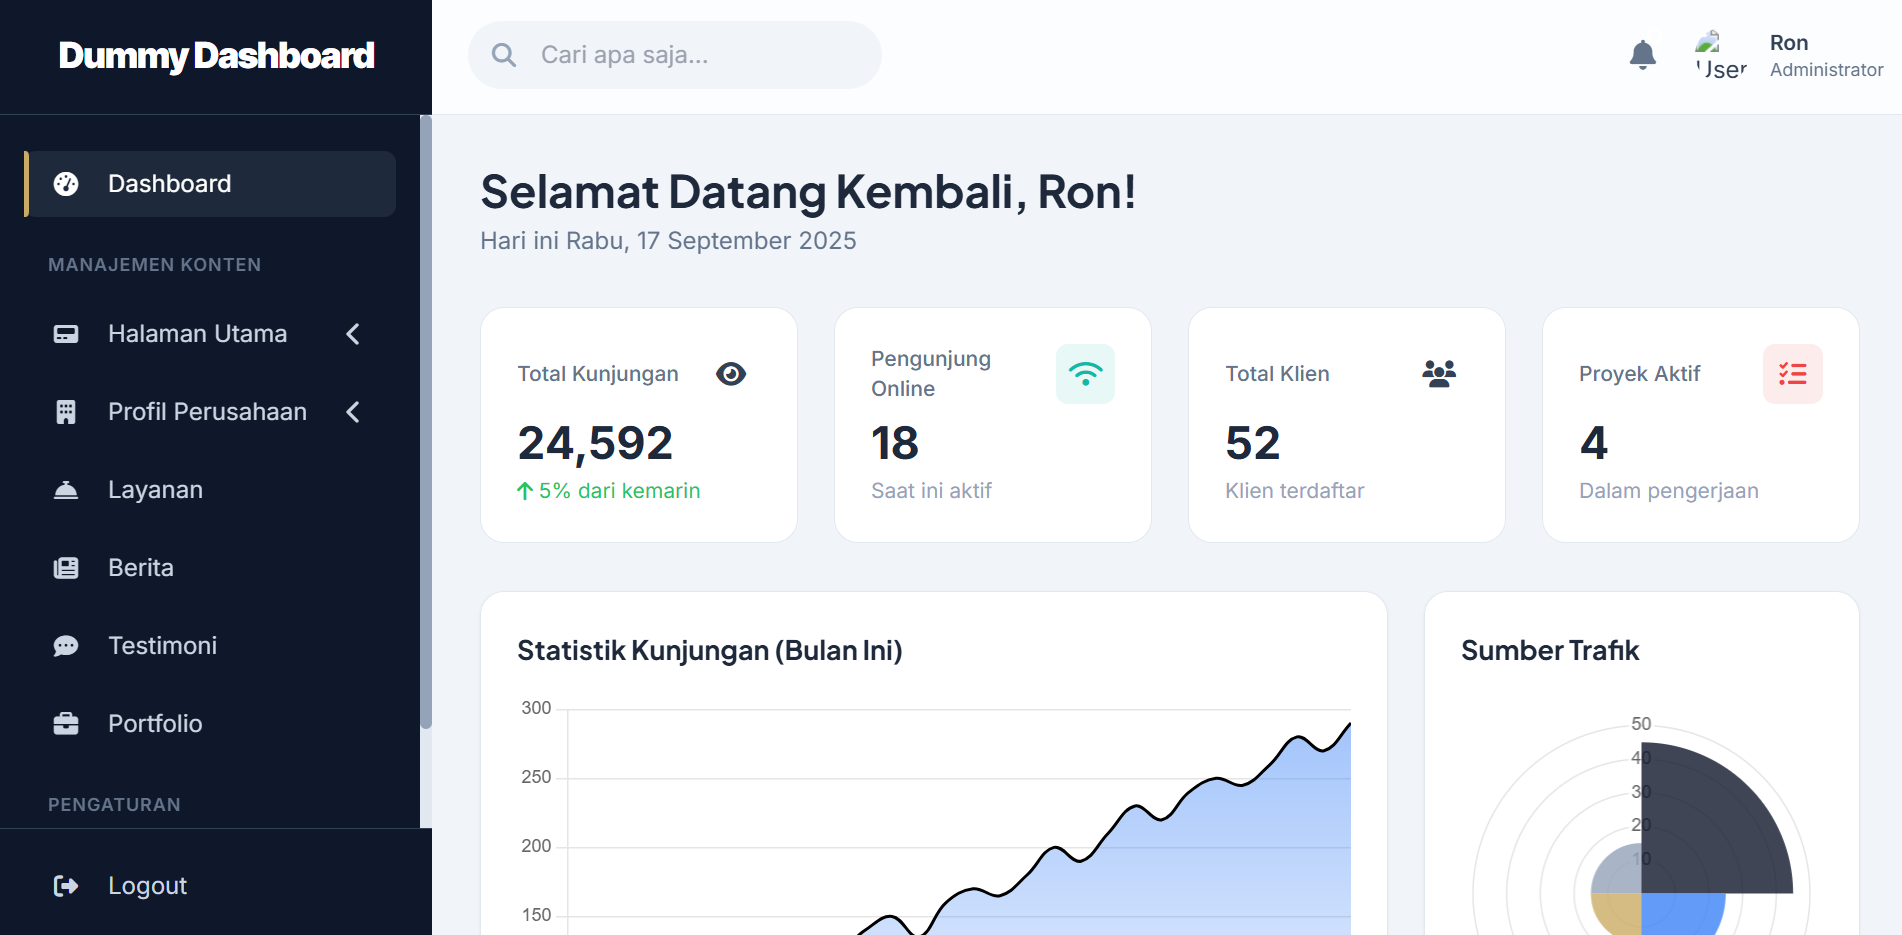 Dummy Dashboard
Cari apa saja...
User
Ron
Administrator
Dashboard
MANAJEMEN KONTEN
Halaman Utama
Profil Perusahaan
Layanan
Berita
Testimoni
Portfolio
PENGATURAN
Logout
Selamat Datang Kembali, Ron!
Hari ini Rabu, 17 September 2025
Total Kunjungan
24,592
5% dari kemarin
Pengunjung
Online
18
Saat ini aktif
Total Klien
52
Klien terdaftar
Proyek Aktif
4
Dalam pengerjaan
Statistik Kunjungan (Bulan Ini)
300
250
200
150
Sumber Trafik
50
40
30
20
10